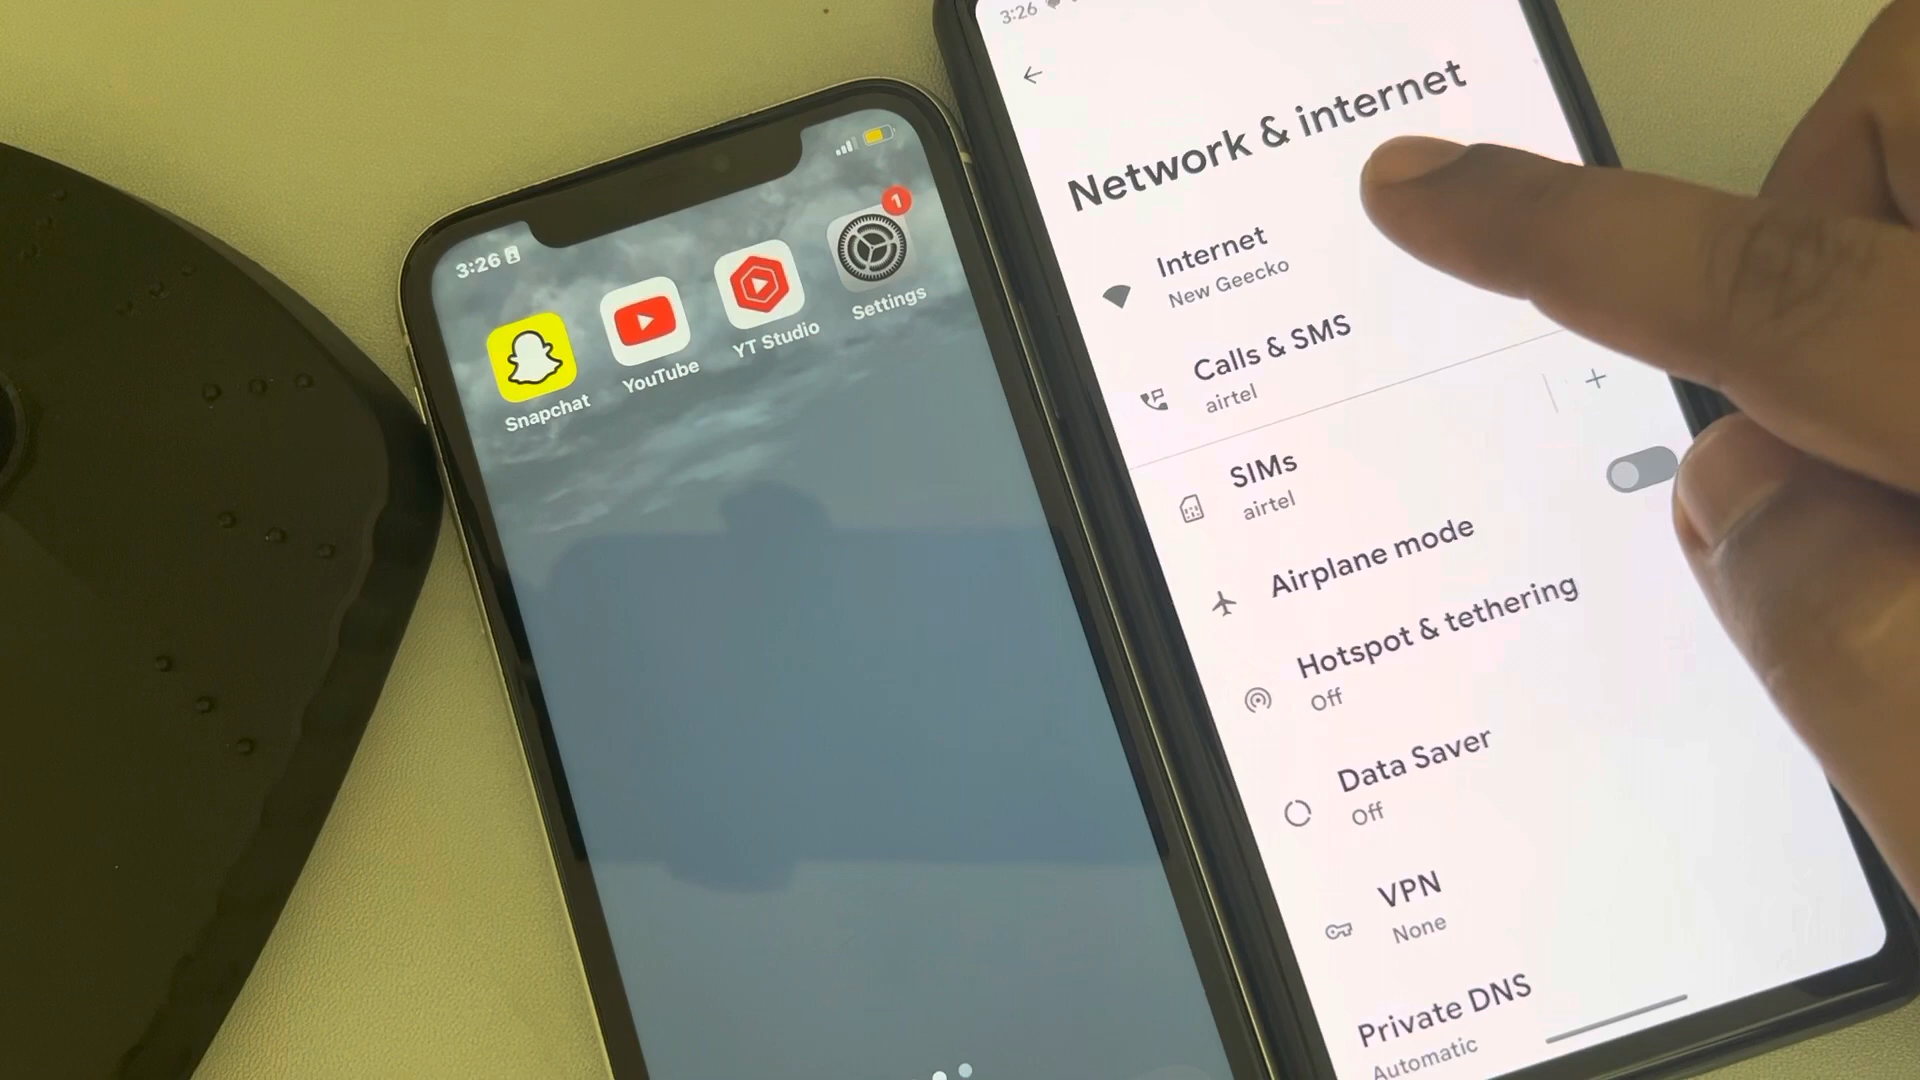 3:26
Snapchat
YouTube
YT Studio
1
Settings
3:26
Network & internet
Internet
New Geecko
Calls & SMS
airtel
SIMs
airtel
+
Airplane mode
Hotspot & tethering
Off
Data Saver
Off
VPN
None
Private DNS
Automatic